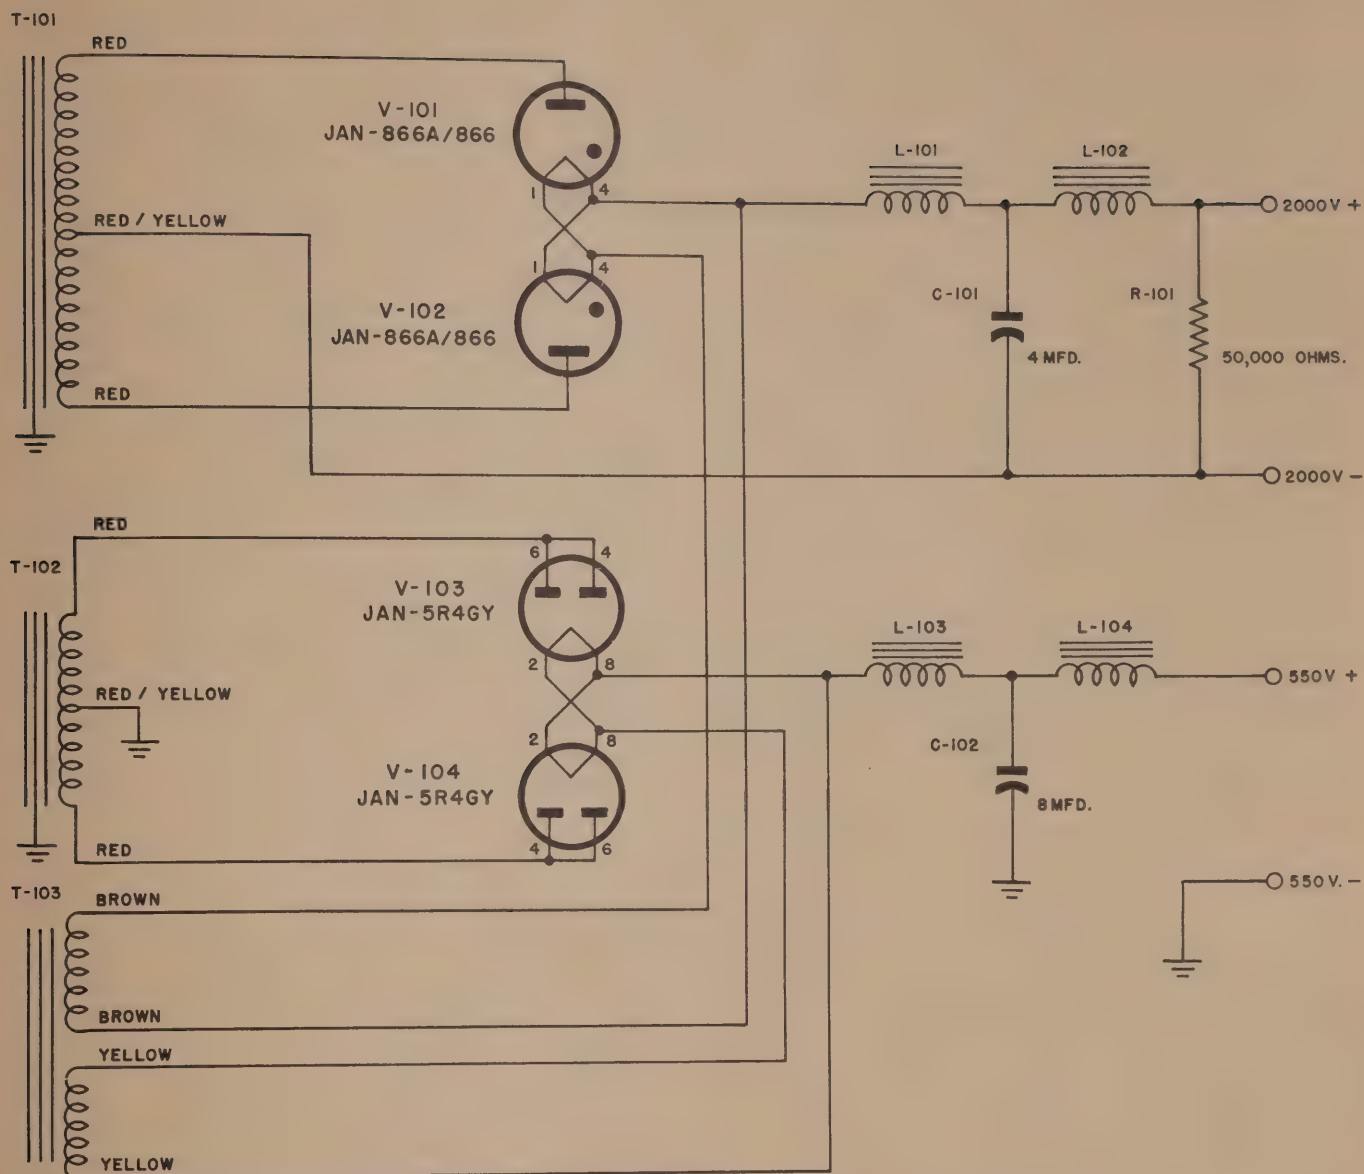 T-101
RED
V-101
JAN-866A/866
1
4
L-101
L-102
2000V +
RED / YELLOW
1
4
V-102
JAN-866A/866
C-101
4 MFD.
R-101
50,000 OHMS.
RED
2000V -
RED
T-102
6
4
V-103
JAN-5R4GY
2
8
L-103
L-104
550V +
RED / YELLOW
2
8
V-104
JAN-5R4GY
C-102
8 MFD.
4
6
RED
550V. -
T-103
BROWN
BROWN
YELLOW
YELLOW